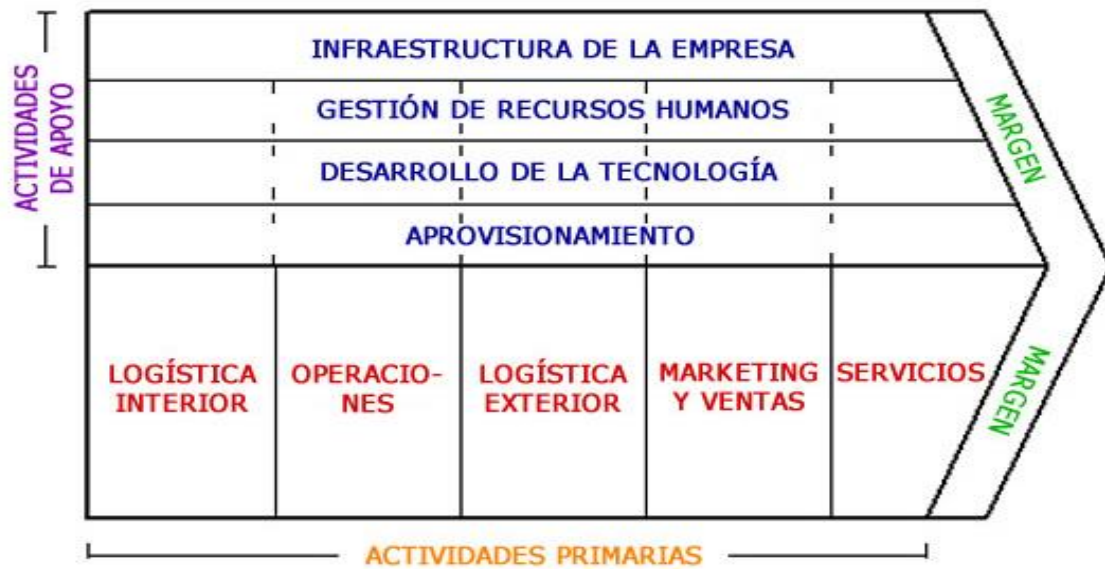 ACTIVIDADES
DE APOYO
INFRAESTRUCTURA DE LA EMPRESA
GESTIÓN DE RECURSOS HUMANOS
DESARROLLO DE LA TECNOLOGÍA
APROVISIONAMIENTO
MARGEN
LOGÍSTICA
INTERIOR
OPERACIO-
NES
LOGÍSTICA
EXTERIOR
MARKETING
Y VENTAS
SERVICIOS
MARGEN
ACTIVIDADES PRIMARIAS